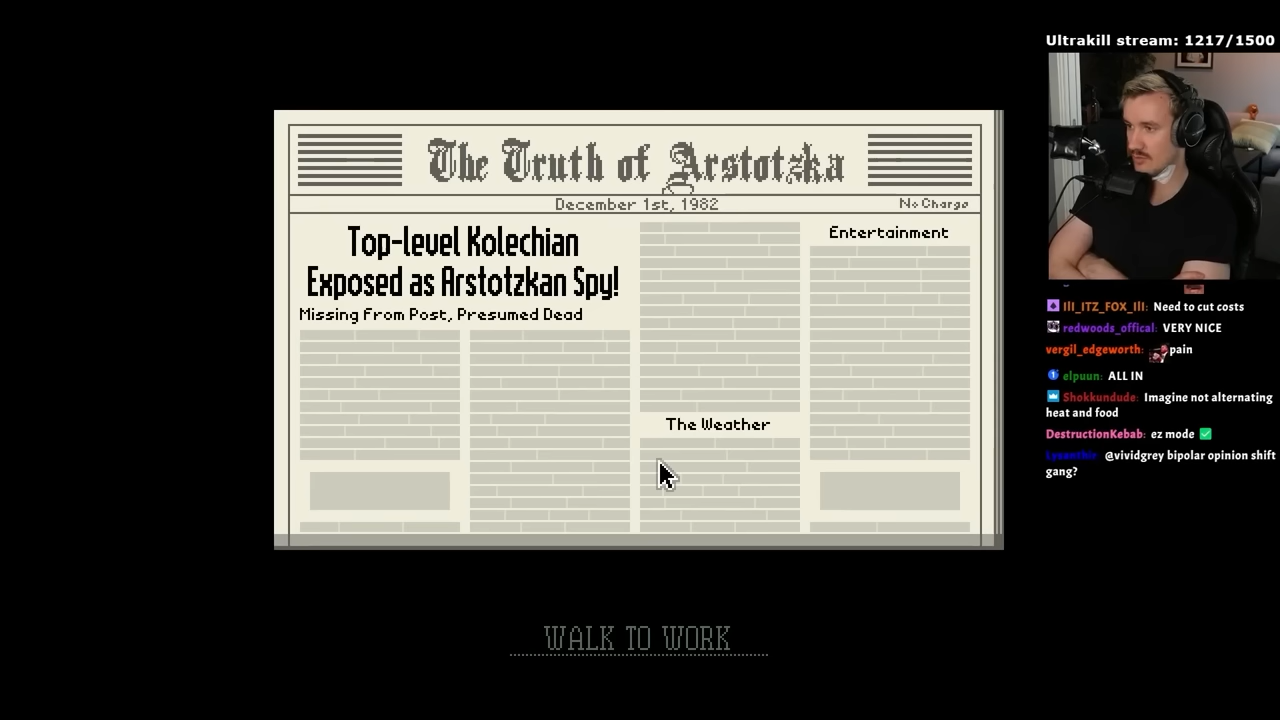 Ultrakill stream: 1217/1500
The Truth of Arstotzka
December 1st, 1982
No Charge
Top-level Kolechian
Exposed as Arstotzkan Spy!
Missing From Post, Presumed Dead
Entertainment
The Weather
WALK TO WORK
Ill_ITZ_FOX_Ill: Need to cut costs
redwoods_offical: VERY NICE
vergil_edgeworth: pain
elpuun: ALL IN
Shokkundude: Imagine not alternating
heat and food
DestructionKebab: ez mode
@vividgrey bipolar opinion shift
gang?